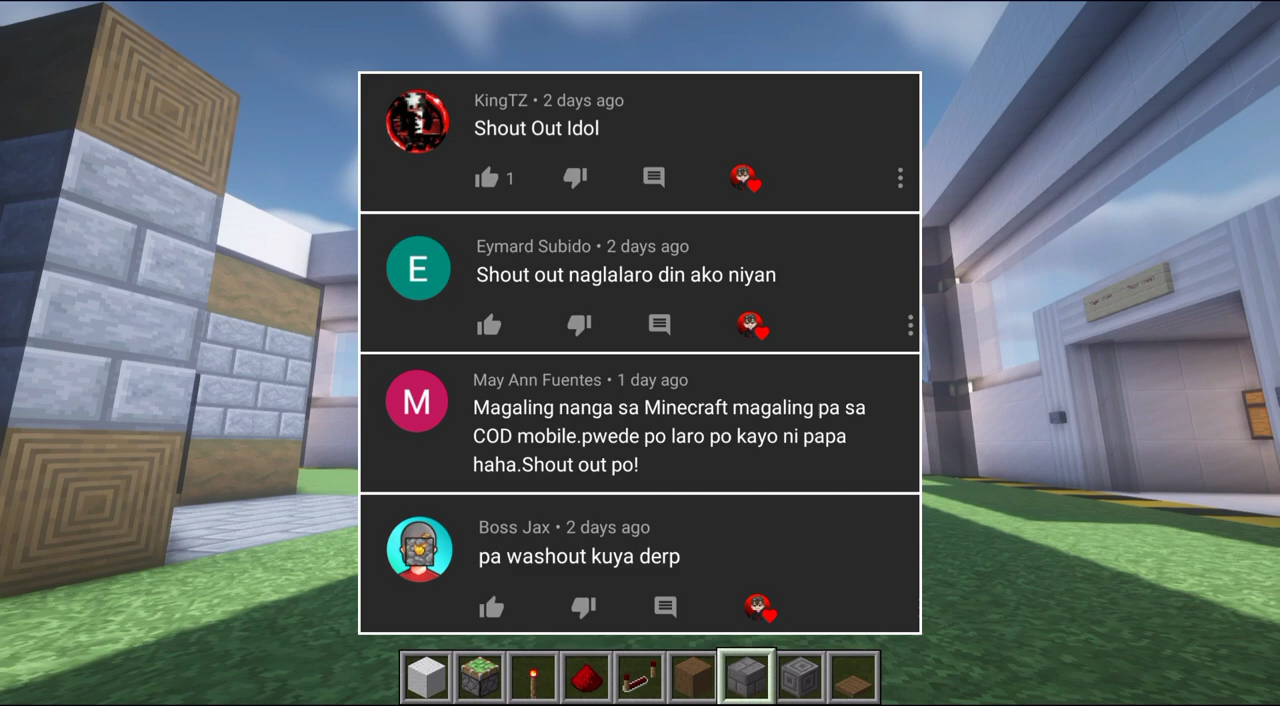 KingTZ • 2 days ago
Shout Out Idol
1
E
Eymard Subido • 2 days ago
Shout out naglalaro din ako niyan
M
May Ann Fuentes • 1 day ago
Magaling nanga sa Minecraft magaling pa sa
COD mobile.pwede po laro po kayo ni papa
haha.Shout out po!
Boss Jax • 2 days ago
pa washout kuya derp